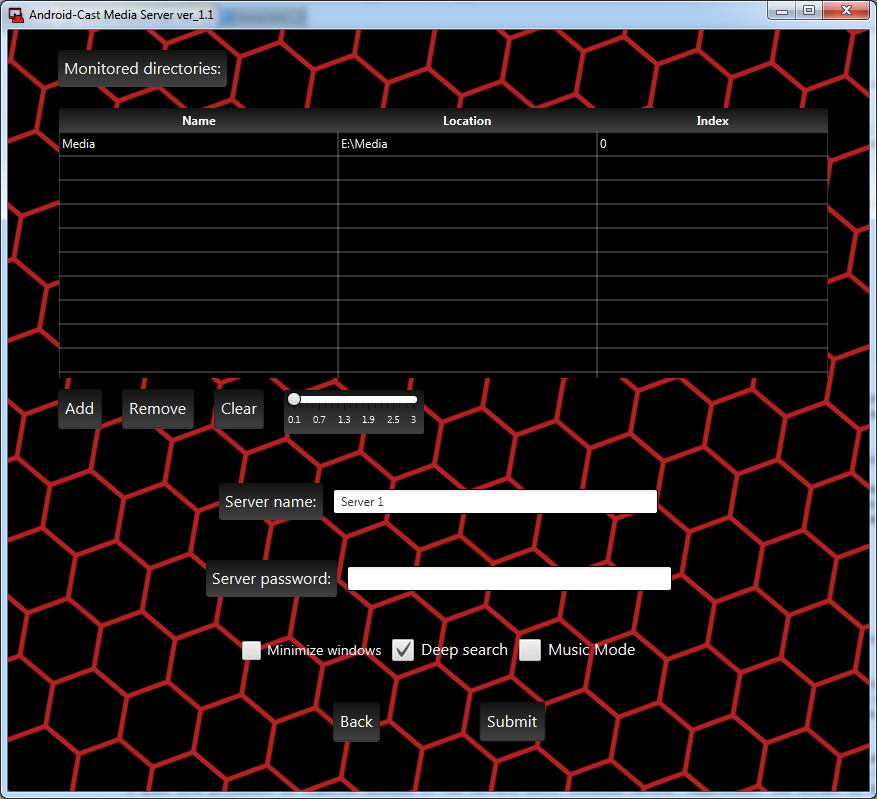 Android-Cast Media Server ver_1.1
Monitored directories:
Name Location Index
Media E:\Media 0
Add Remove Clear
0.1 0.7 1.3 1.9 2.5 3
Server name: Server 1
Server password:
Minimize windows Deep search Music Mode
Back Submit